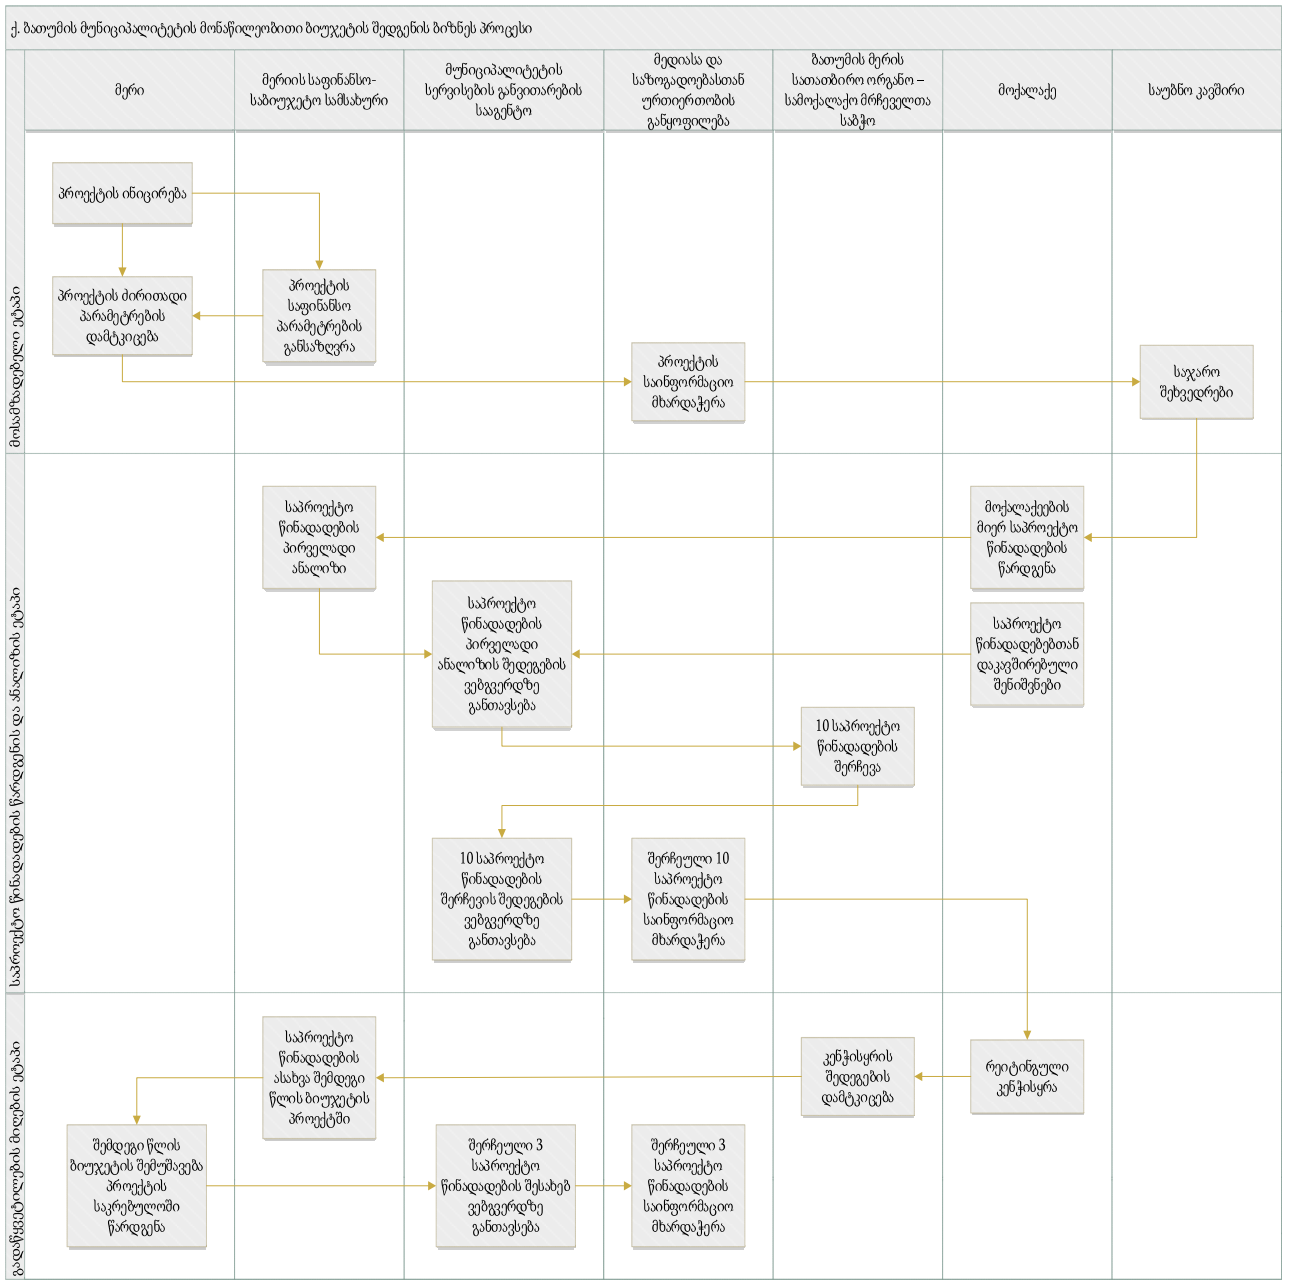 ქ. ბათუმის მუნიციპალიტეტის მონაწილეობითი ბიუჯეტის შედგენის ბიზნეს პროცესი
მერი
მერიის საფინანსო-
საბიუჯეტო სამსახური
მუნიციპალიტეტის
სერვისების განვითარების
სააგენტო
მედიასა და
საზოგადოებასთან
ურთიერთობის
განყოფილება
ბათუმის მერის
სათათბირო ორგანო –
სამოქალაქო მრჩეველთა
საბჭო
მოქალაქე
საუბნო კავშირი
მოსამზადებელი ეტაპი
პროექტის ინიცირება
პროექტის ძირითადი
პარამეტრების
დამტკიცება
პროექტის
საფინანსო
პარამეტრების
განსაზღვრა
პროექტის
საინფორმაციო
მხარდაჭერა
საჯარო
შეხვედრები
საპროექტო წინადადების წარდგენის და ანალიზის ეტაპი
საპროექტო
წინადადების
პირველადი
ანალიზი
მოქალაქეების
მიერ საპროექტო
წინადადების
წარდგენა
საპროექტო
წინადადების
პირველადი
ანალიზის შედეგების
ვებგვერდზე
განთავსება
საპროექტო
წინადადებებთან
დაკავშირებული
შენიშვნები
10 საპროექტო
წინადადების
შერჩევა
10 საპროექტო
წინადადების
შერჩევის შედეგების
ვებგვერდზე
განთავსება
შერჩეული 10
საპროექტო
წინადადების
საინფორმაციო
მხარდაჭერა
გადაწყვეტილების მიღების ეტაპი
საპროექტო
წინადადების
ასახვა შემდეგი
წლის ბიუჯეტის
პროექტში
კენჭისყრის
შედეგების
დამტკიცება
რეიტინგული
კენჭისყრა
შემდეგი წლის
ბიუჯეტის შემუშავება
პროექტის
საკრებულოში
წარდგენა
შერჩეული 3
საპროექტო
წინადადების შესახებ
ვებგვერდზე
განთავსება
შერჩეული 3
საპროექტო
წინადადების
საინფორმაციო
მხარდაჭერა